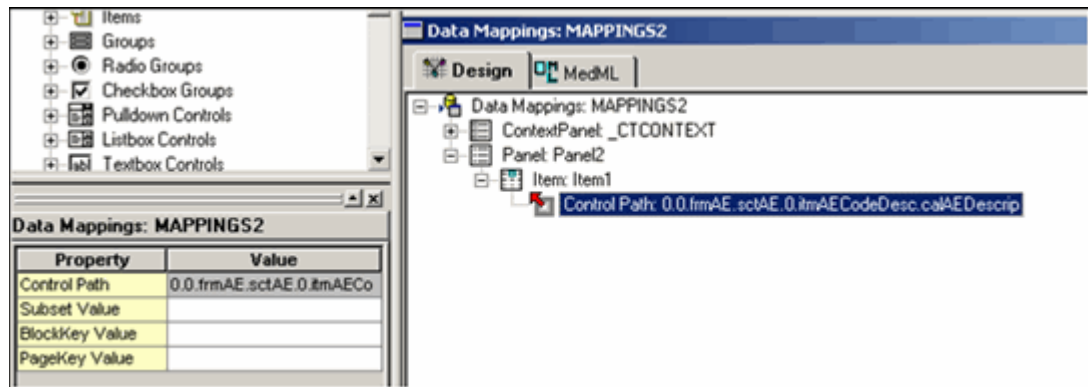 Items
Groups
Radio Groups
Checkbox Groups
Pulldown Controls
Listbox Controls
Textbox Controls
Data Mappings: MAPPINGS2
Property Value
Control Path 0.0.frmAE.sctAE.0.itmAECo
Subset Value
BlockKey Value
PageKey Value
Data Mappings: MAPPINGS2
Design MedML
Data Mappings: MAPPINGS2
ContextPanel: _CTCONTEXT
Panel: Panel2
Item: Item1
Control Path: 0.0.frmAE.sctAE.0.itmAECodeDesc.calAEDescrip